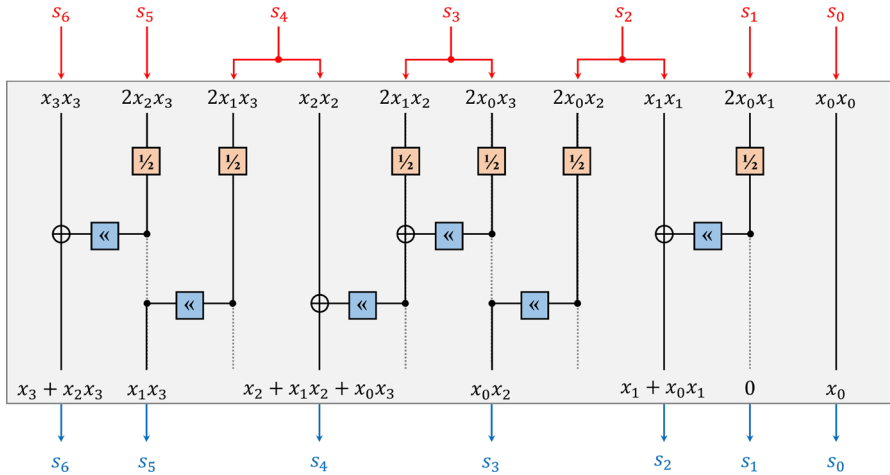 s₆ s₅ s₄ s₃ s₂ s₁ s₀
x₃x₃ 2x₂x₃ 2x₁x₃ x₂x₂ 2x₁x₂ 2x₀x₃ 2x₀x₂ x₁x₁ 2x₀x₁ x₀x₀
½ ½ ½ ½ ½ ½
« « «
« « «
x₃ + x₂x₃ x₁x₃ x₂ + x₁x₂ + x₀x₃ x₀x₂ x₁ + x₀x₁ 0 x₀
s₆ s₅ s₄ s₃ s₂ s₁ s₀